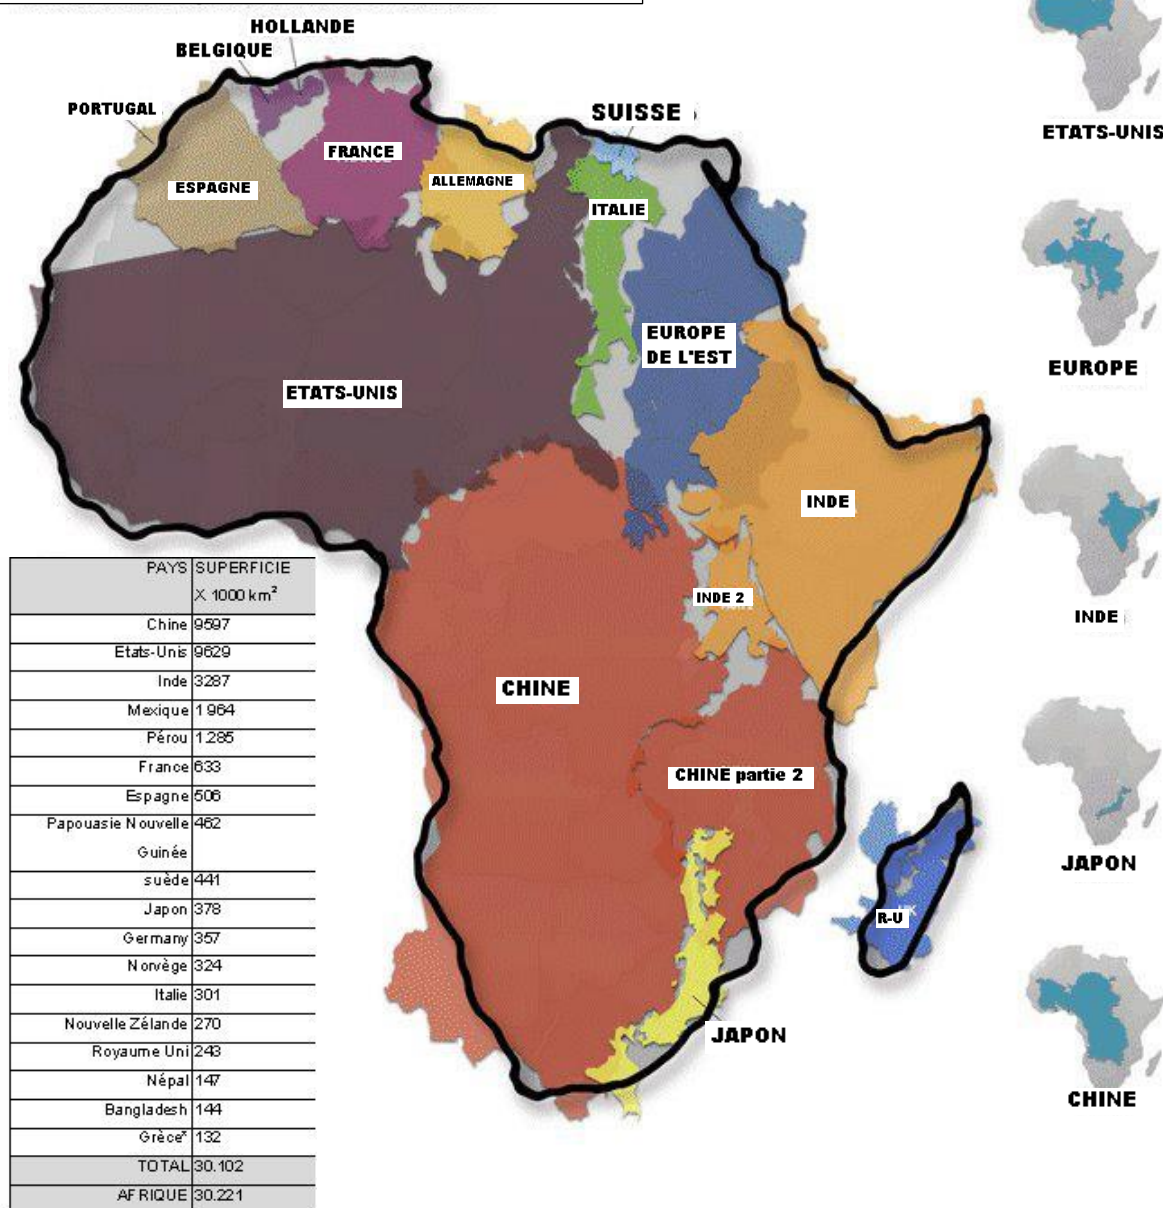 HOLLANDE
BELGIQUE
PORTUGAL
SUISSE
FRANCE
ESPAGNE
ALLEMAGNE
ITALIE
EUROPE
DE L'EST
ETATS-UNIS
INDE
INDE 2
CHINE
CHINE partie 2
R-U
JAPON
PAYS SUPERFICIE
X 1000 km²
Chine 9597
Etats-Unis 9629
Inde 3287
Mexique 1964
Pérou 1.285
France 633
Espagne 506
Papouasie Nouvelle 462
Guinée
suède 441
Japon 378
Germany 357
Norvège 324
Italie 301
Nouvelle Zélande 270
Royaume Uni 243
Népal 147
Bangladesh 144
Grèce* 132
TOTAL 30.102
AFRIQUE 30.221
ETATS-UNIS
EUROPE
INDE
JAPON
CHINE